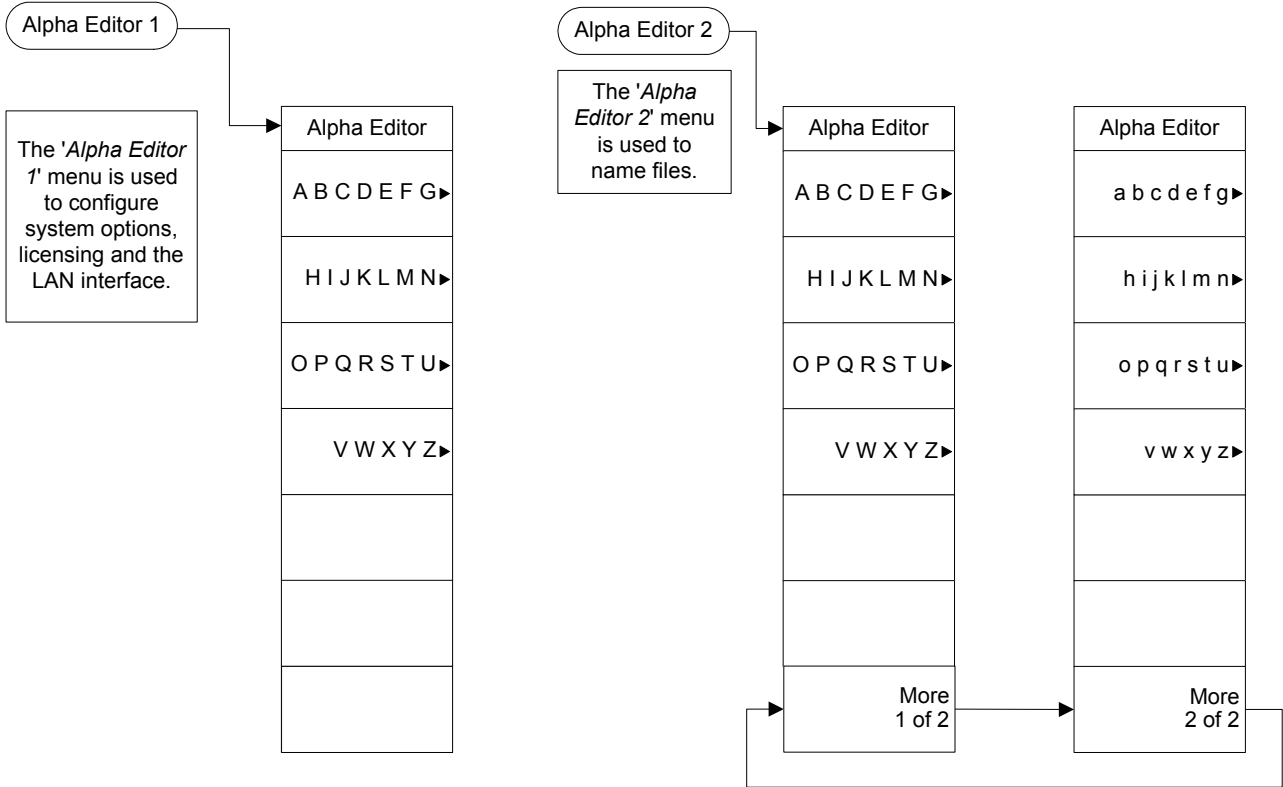 Alpha Editor 1
The 'Alpha Editor
1' menu is used
to configure
system options,
licensing and the
LAN interface.
Alpha Editor
A B C D E F G▶
H I J K L M N▶
O P Q R S T U▶
V W X Y Z▶
Alpha Editor 2
The 'Alpha
Editor 2' menu
is used to
name files.
Alpha Editor
A B C D E F G▶
H I J K L M N▶
O P Q R S T U▶
V W X Y Z▶
More
1 of 2
Alpha Editor
a b c d e f g▶
h i j k l m n▶
o p q r s t u▶
v w x y z▶
More
2 of 2